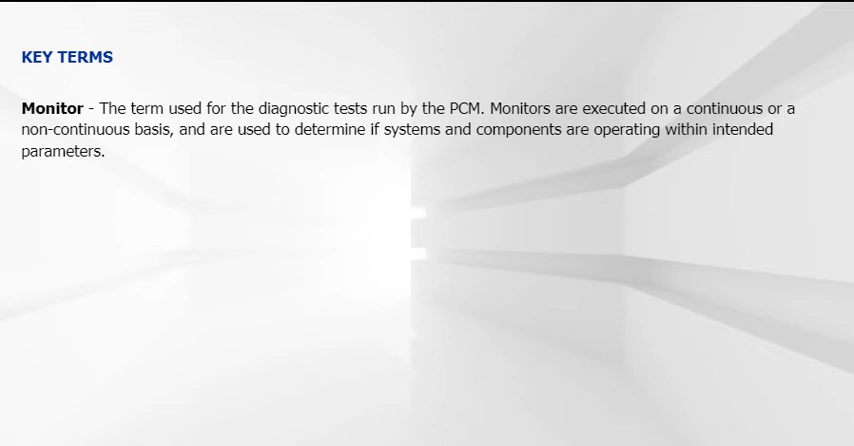 KEY TERMS
Monitor - The term used for the diagnostic tests run by the PCM. Monitors are executed on a continuous or a
non-continuous basis, and are used to determine if systems and components are operating within intended
parameters.